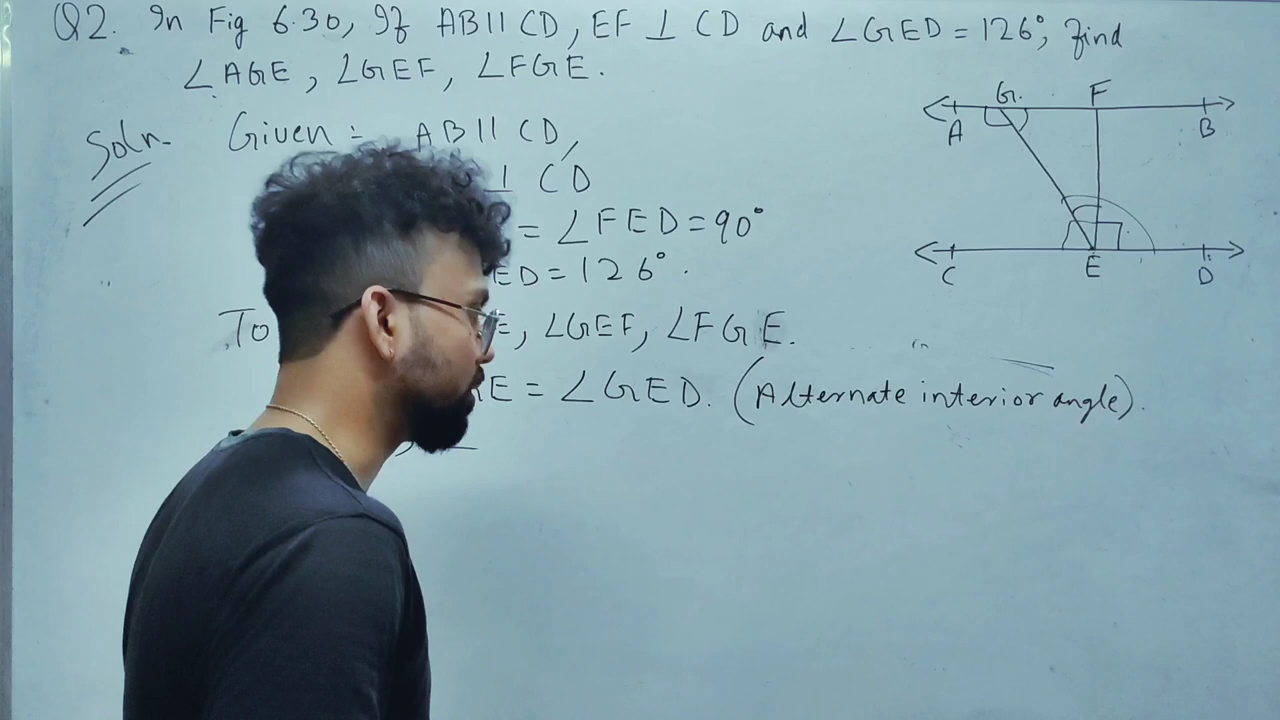 Q2. In Fig 6.30, If AB || CD, EF ⊥ CD and ∠GED = 126°, find
∠AGE, ∠GEF, ∠FGE.
Soln. Given :- AB || CD,
⊥ CD
= ∠FED = 90°
ED = 126°.
To E, ∠GEF, ∠FGE.
GE = ∠GED. (Alternate interior angle).
G F
A B
C E D